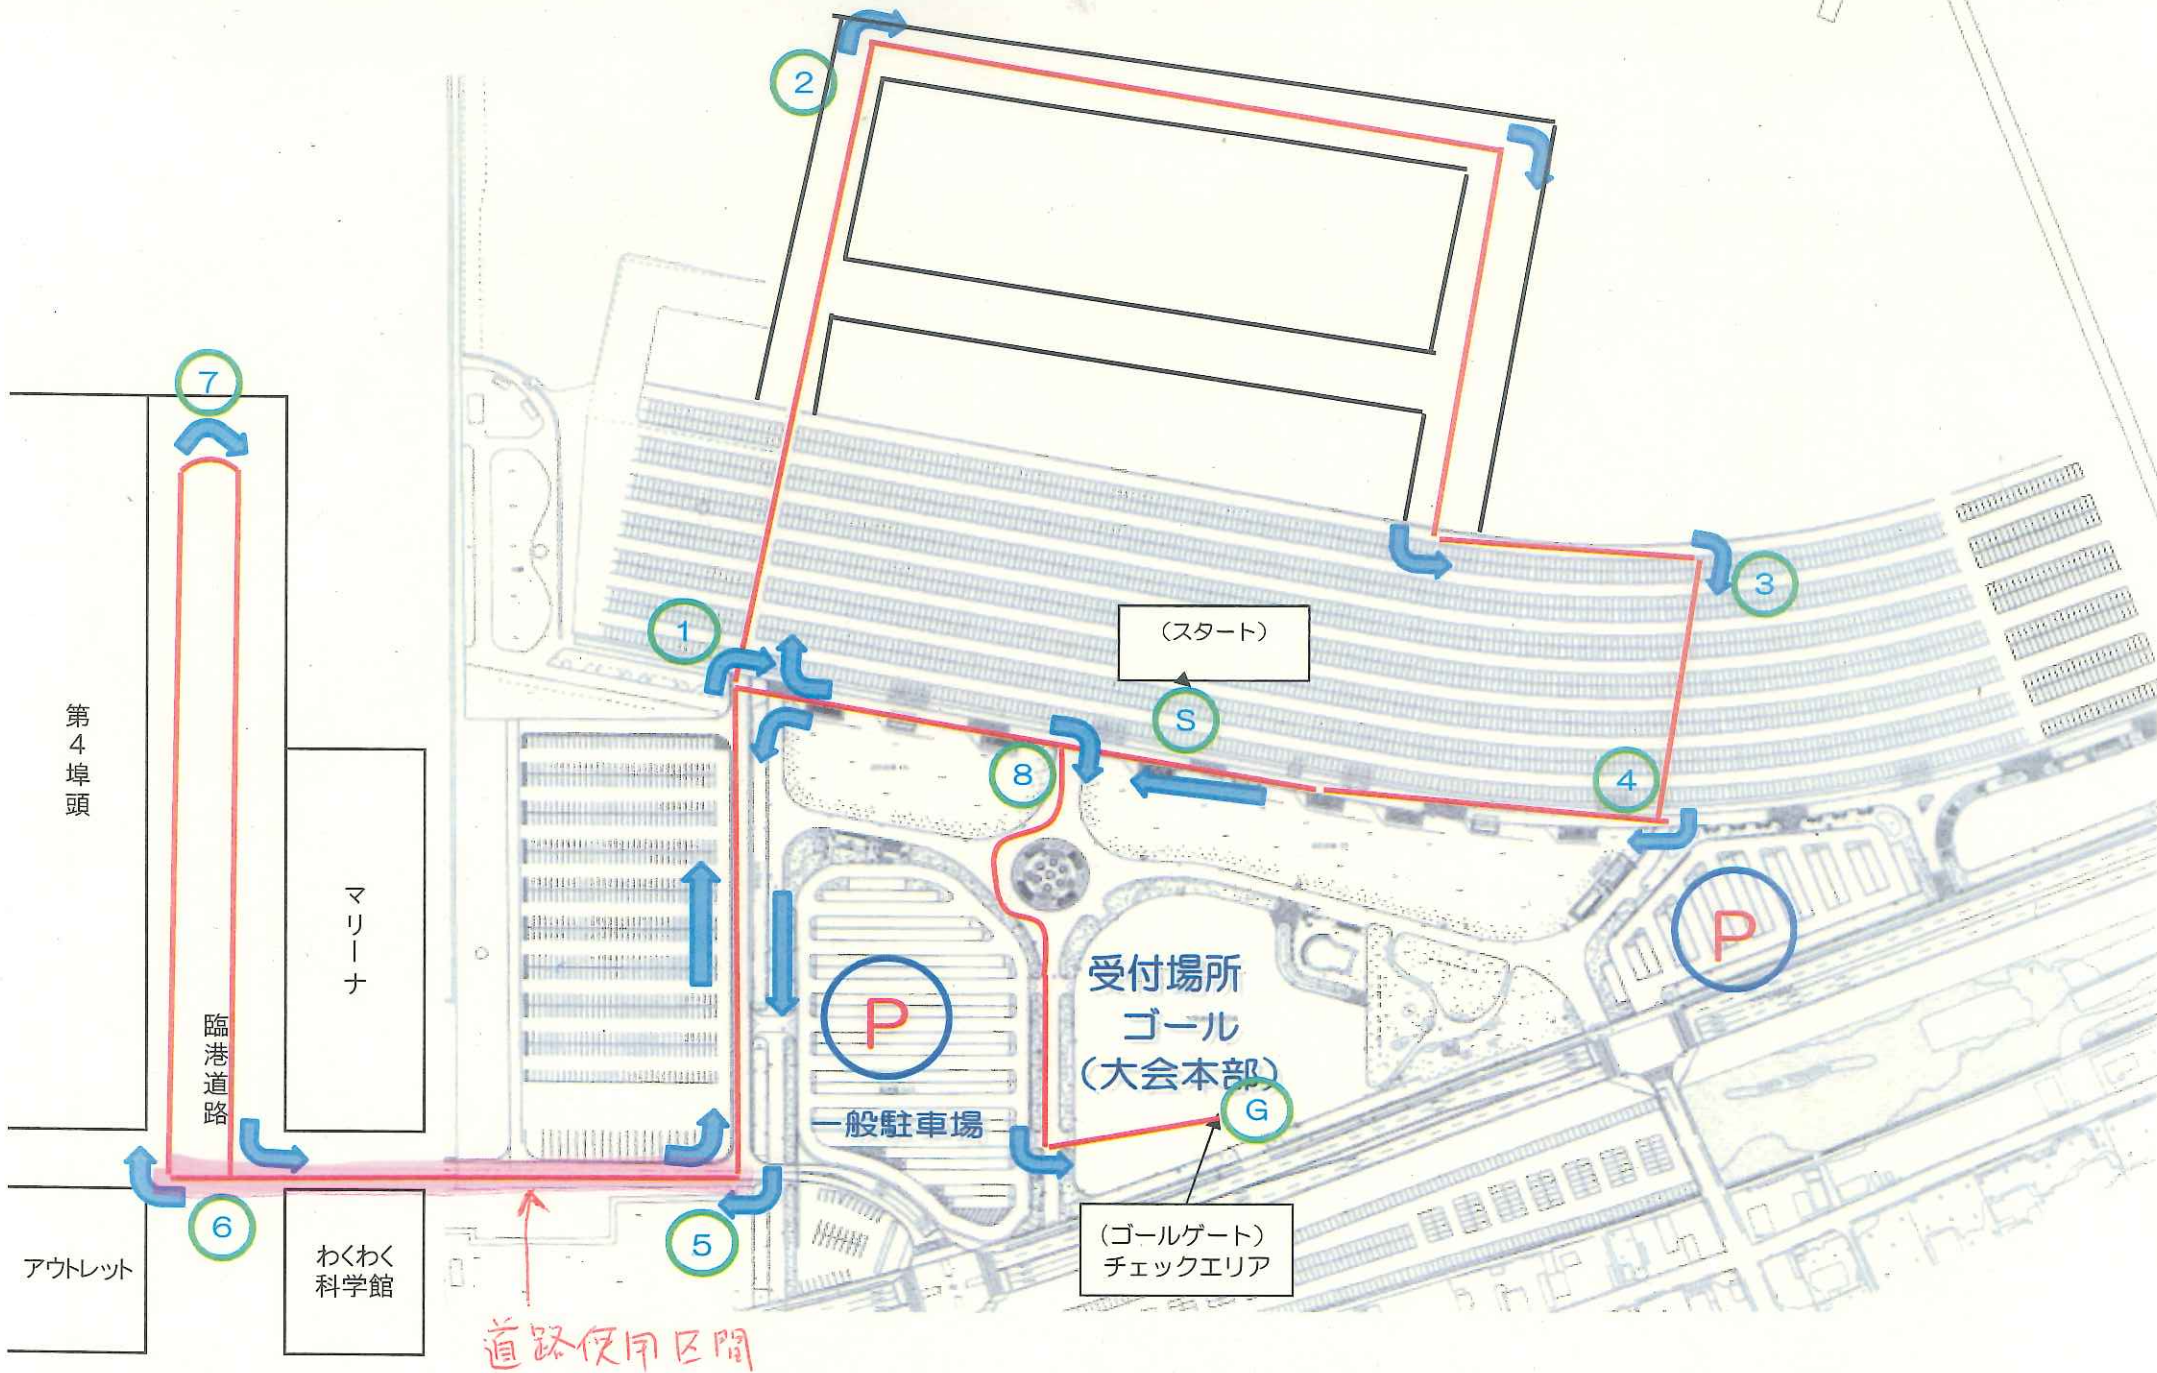 2
7
1
3
(スタート)
S
8
4
第4埠頭
マリーナ
臨港道路
P
P
受付場所
ゴール
(大会本部)
G
一般駐車場
6
5
アウトレット
わくわく
科学館
(ゴールゲート)
チェックエリア
道路使用区間